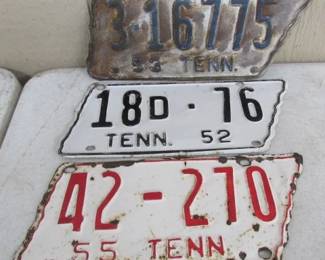 3-16775
53 TENN.
18D · 76
TENN. 52
42-270
55 TENN.